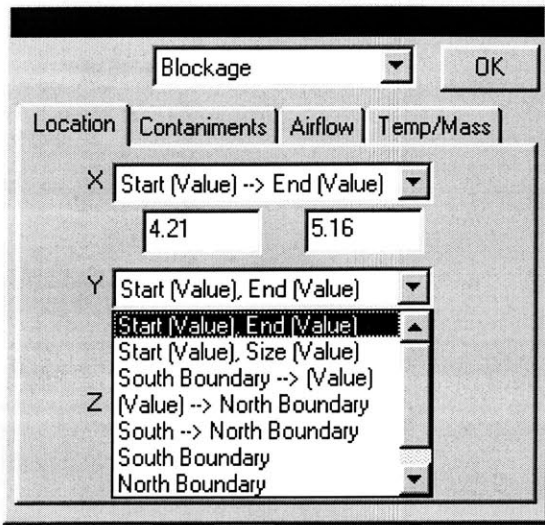 Blockage
OK
Location Contaniments Airflow Temp/Mass
X Start (Value) --> End (Value)
4.21 5.16
Y Start (Value), End (Value)
Start (Value), End (Value)
Start (Value), Size (Value)
South Boundary --> (Value)
Z (Value) --> North Boundary
South --> North Boundary
South Boundary
North Boundary